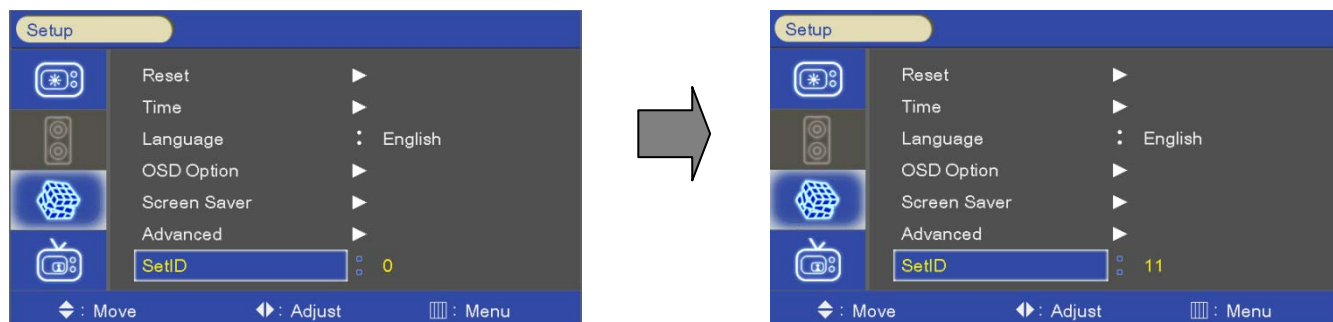 Setup
Reset
Time
Language : English
OSD Option
Screen Saver
Advanced
SetID : 0
: Move : Adjust : Menu
Setup
Reset
Time
Language : English
OSD Option
Screen Saver
Advanced
SetID : 11
: Move : Adjust : Menu